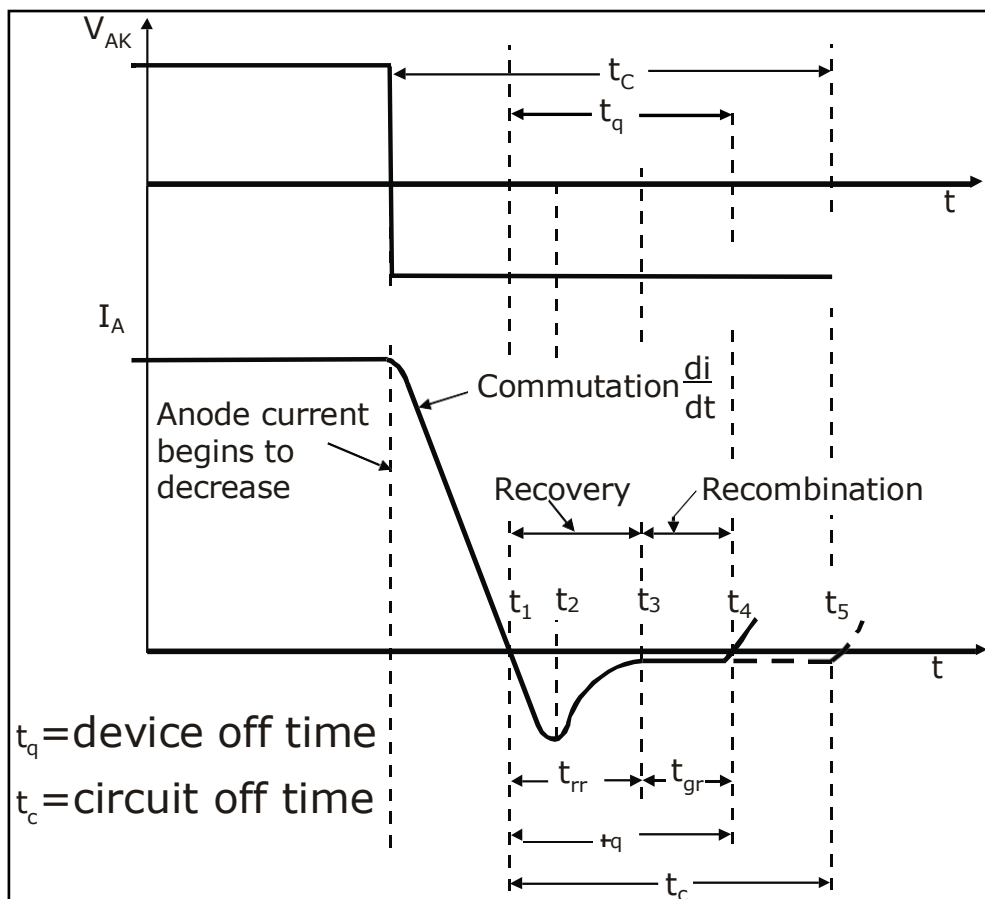 V_AK
t_C
t_q
t
I_A
Commutation di/dt
Anode current
begins to
decrease
Recovery
Recombination
t_1 t_2 t_3 t_4 t_5
t
t_q=device off time
t_rr t_gr
t_c=circuit off time
tq
t_c